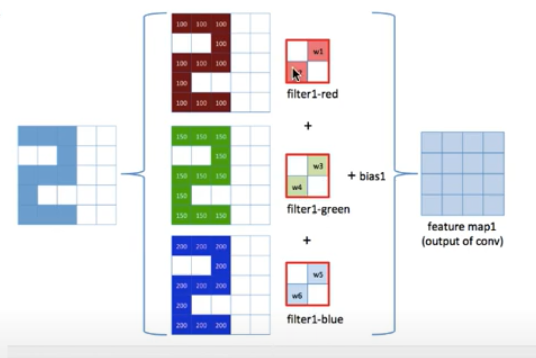 100 100 100
100
100 100 100
100
100 100 100
w1
filter1-red
+
150 150 150
150
150 150 150
150
150 150 150
w3
w4
filter1-green
+ bias1
+
200 200 200
200
200 200 200
200
200 200 200
w5
w6
filter1-blue
feature map1
(output of conv)